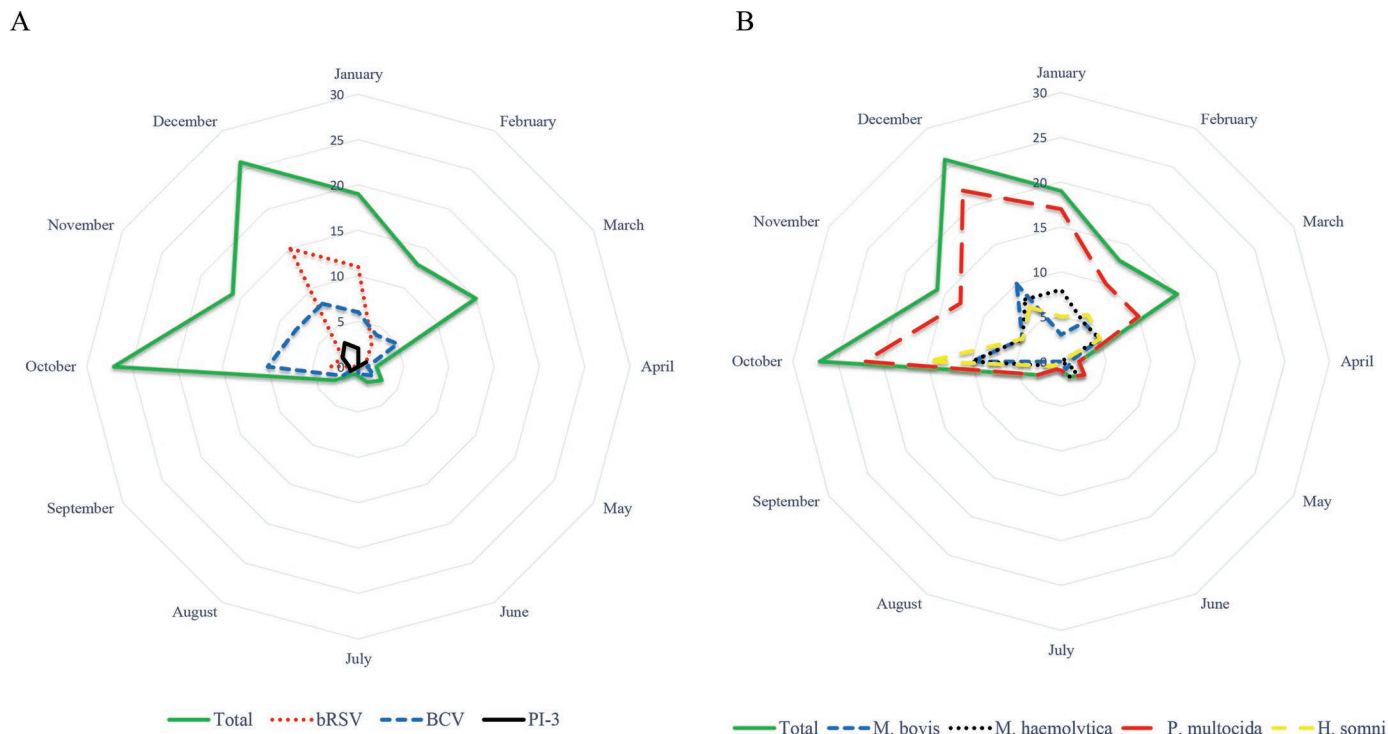 A
January
30
February
25
20
March
15
10
5
April
0
May
June
July
August
September
October
November
December
Total bRSV BCV PI-3
B
January
30
February
25
20
March
15
10
5
April
0
May
June
July
August
September
October
November
December
Total M. bovis M. haemolytica P. multocida H. somni